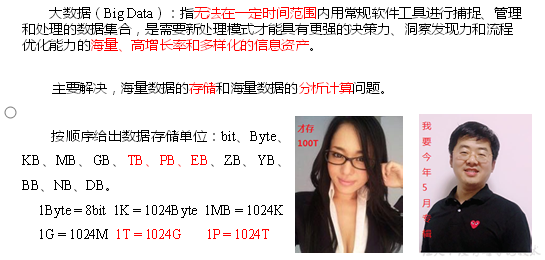 大数据（Big Data）：指无法在一定时间范围内用常规软件工具进行捕捉、管理
和处理的数据集合，是需要新处理模式才能具有更强的决策力、洞察发现力和流程
优化能力的海量、高增长率和多样化的信息资产。
主要解决，海量数据的存储和海量数据的分析计算问题。
按顺序给出数据存储单位：bit、Byte、
KB、MB、GB、TB、PB、EB、ZB、YB、
BB、NB、DB。
1Byte = 8bit 1K = 1024Byte 1MB = 1024K
1G = 1024M 1T = 1024G 1P = 1024T
才存
100T
我要今年5月